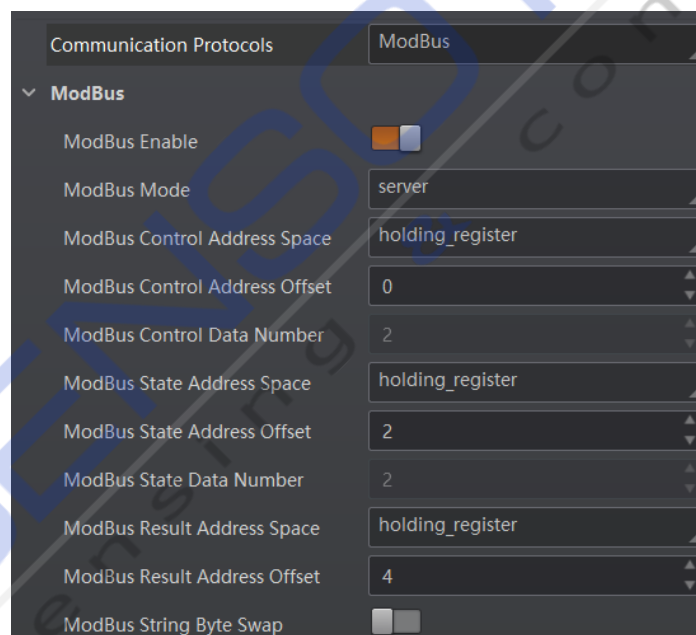 Communication Protocols ModBus
ModBus
ModBus Enable
ModBus Mode server
ModBus Control Address Space holding_register
ModBus Control Address Offset 0
ModBus Control Data Number 2
ModBus State Address Space holding_register
ModBus State Address Offset 2
ModBus State Data Number 2
ModBus Result Address Space holding_register
ModBus Result Address Offset 4
ModBus String Byte Swap